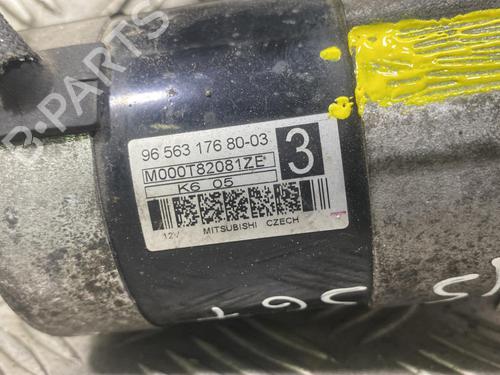 B-PARTS
96 563 176 80-03
3
M000T82081ZE
K6 05
12V MITSUBISHI CZECH